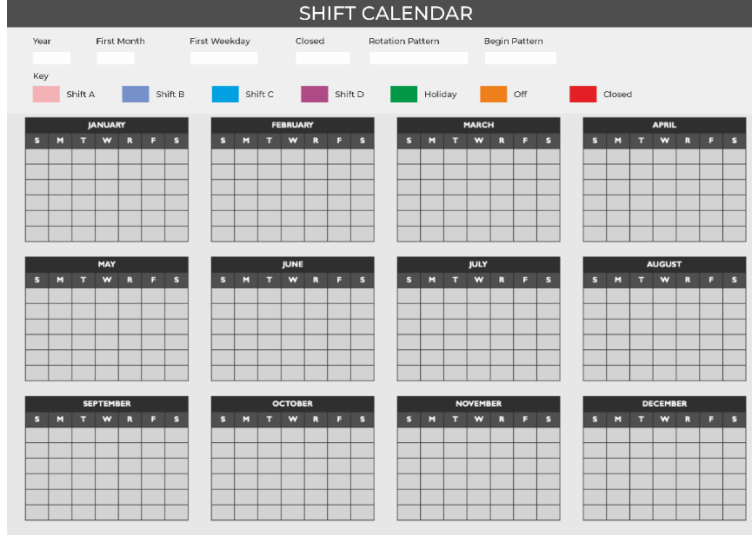 SHIFT CALENDAR
Year First Month First Weekday Closed Rotation Pattern Begin Pattern
Key
Shift A Shift B Shift C Shift D Holiday Off Closed
JANUARY FEBRUARY MARCH APRIL
S M T W R F S S M T W R F S S M T W R F S S M T W R F S
MAY JUNE JULY AUGUST
S M T W R F S S M T W R F S S M T W R F S S M T W R F S
SEPTEMBER OCTOBER NOVEMBER DECEMBER
S M T W R F S S M T W R F S S M T W R F S S M T W R F S